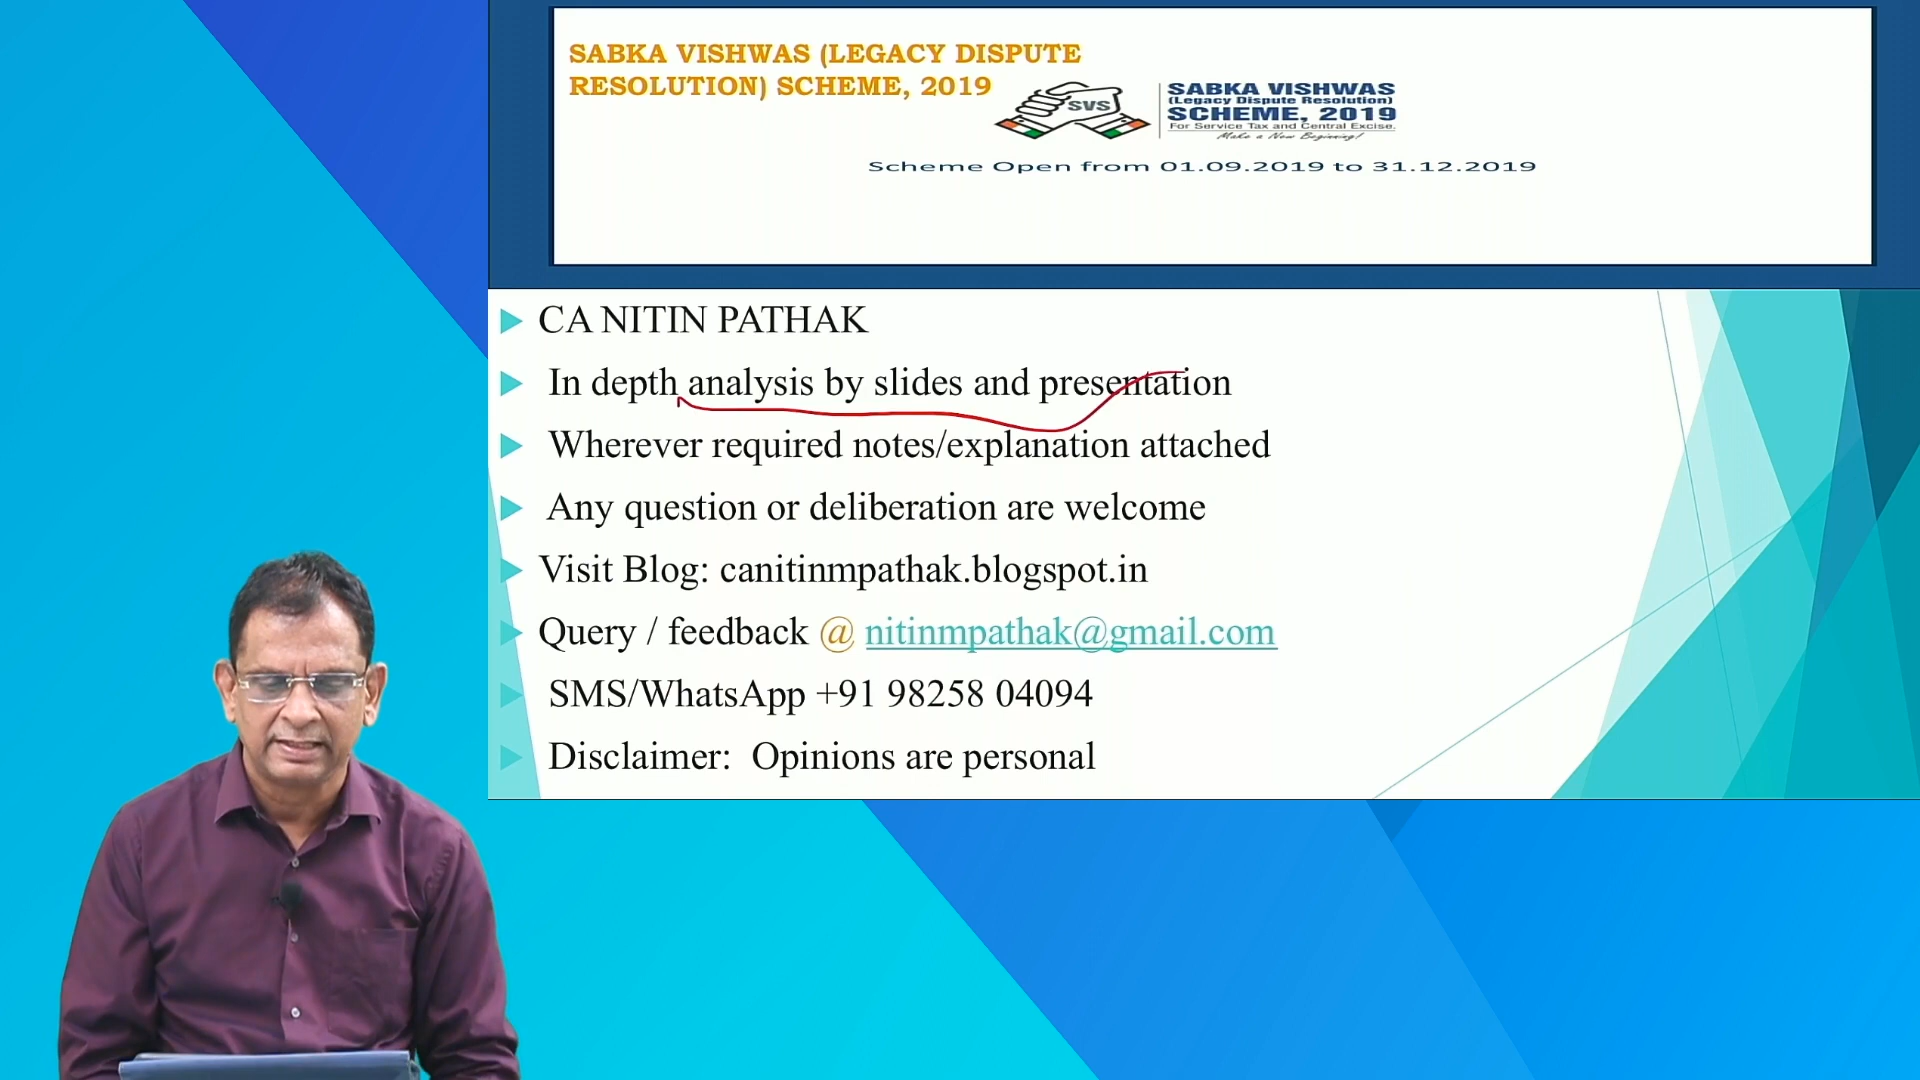 SABKA VISHWAS (LEGACY DISPUTE
RESOLUTION) SCHEME, 2019
SVS
SABKA VISHWAS
(Legacy Dispute Resolution)
SCHEME, 2019
For Service Tax and Central Excise.
Make a New Beginning!
Scheme Open from 01.09.2019 to 31.12.2019
CA NITIN PATHAK
In depth analysis by slides and presentation
Wherever required notes/explanation attached
Any question or deliberation are welcome
Visit Blog: canitinmpathak.blogspot.in
Query / feedback @ nitinmpathak@gmail.com
SMS/WhatsApp +91 98258 04094
Disclaimer: Opinions are personal